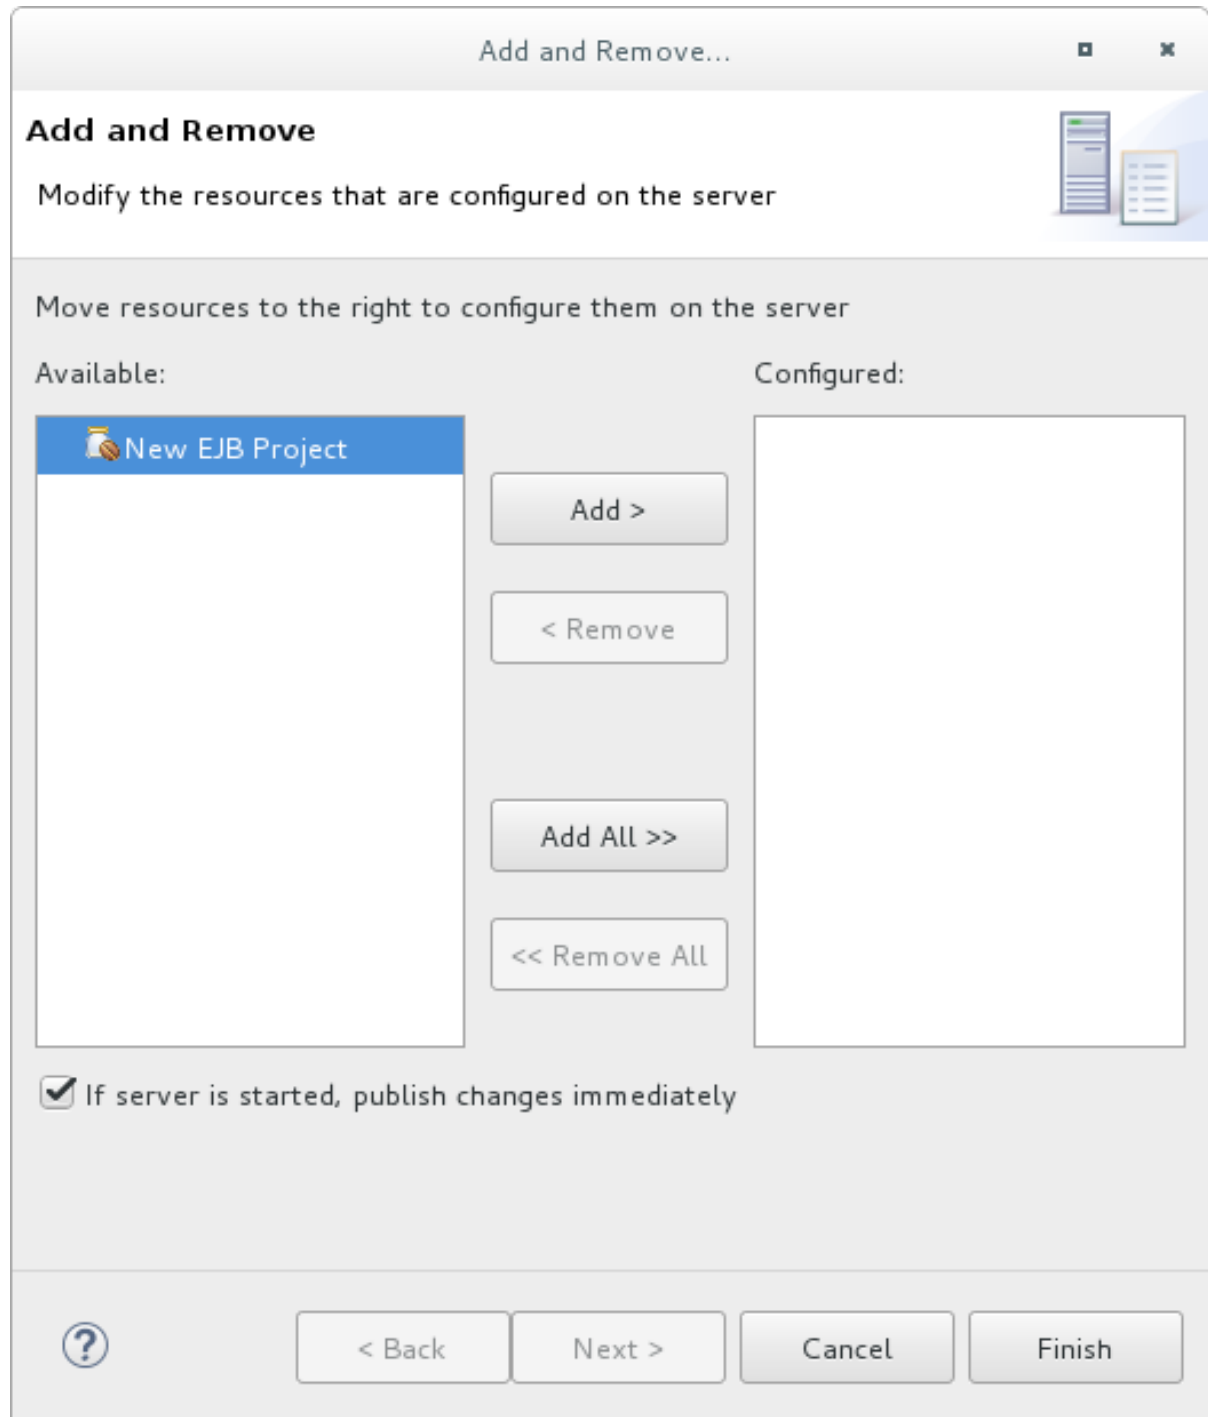 Add and Remove...
Add and Remove
Modify the resources that are configured on the server
Move resources to the right to configure them on the server
Available:
Configured:
New EJB Project
Add >
< Remove
Add All >>
<< Remove All
If server is started, publish changes immediately
?
< Back
Next >
Cancel
Finish